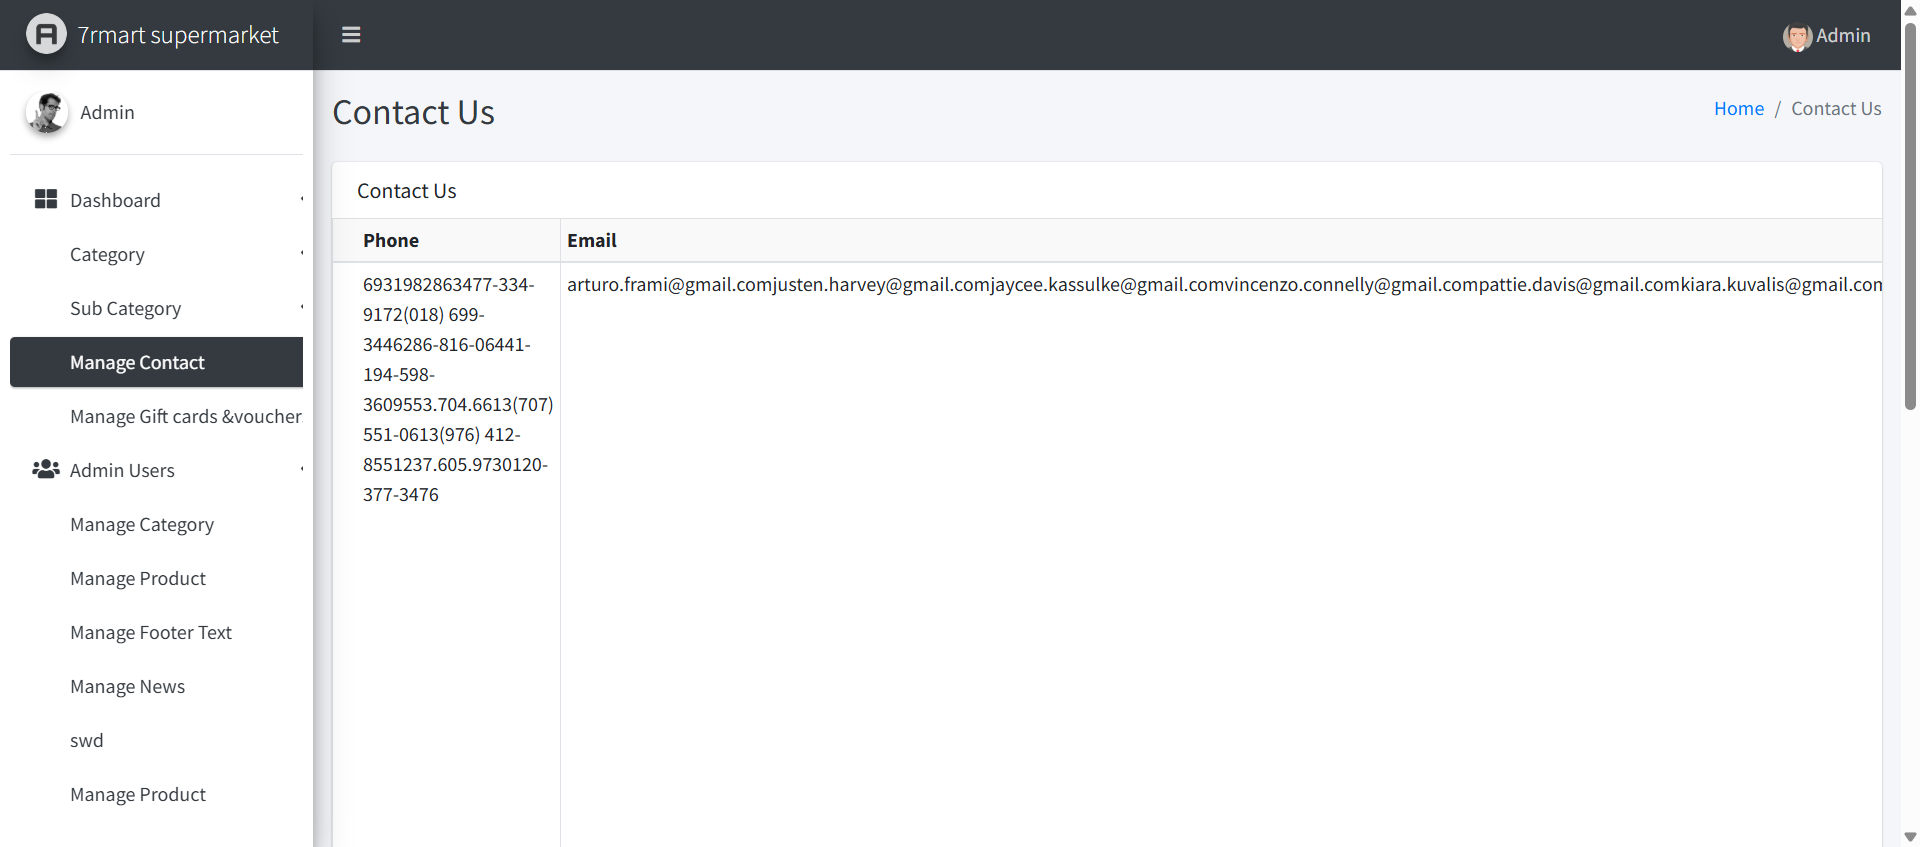 7rmart supermarket
Admin
Admin
Contact Us
Home / Contact Us
Dashboard
Category
Sub Category
Manage Contact
Manage Gift cards &voucher
Admin Users
Manage Category
Manage Product
Manage Footer Text
Manage News
swd
Manage Product
Contact Us
Phone Email
6931982863477-334-
9172(018) 699-
3446286-816-06441-
194-598-
3609553.704.6613(707)
551-0613(976) 412-
8551237.605.9730120-
377-3476
arturo.frami@gmail.comjusten.harvey@gmail.comjaycee.kassulke@gmail.comvincenzo.connelly@gmail.compattie.davis@gmail.comkiara.kuvalis@gmail.com